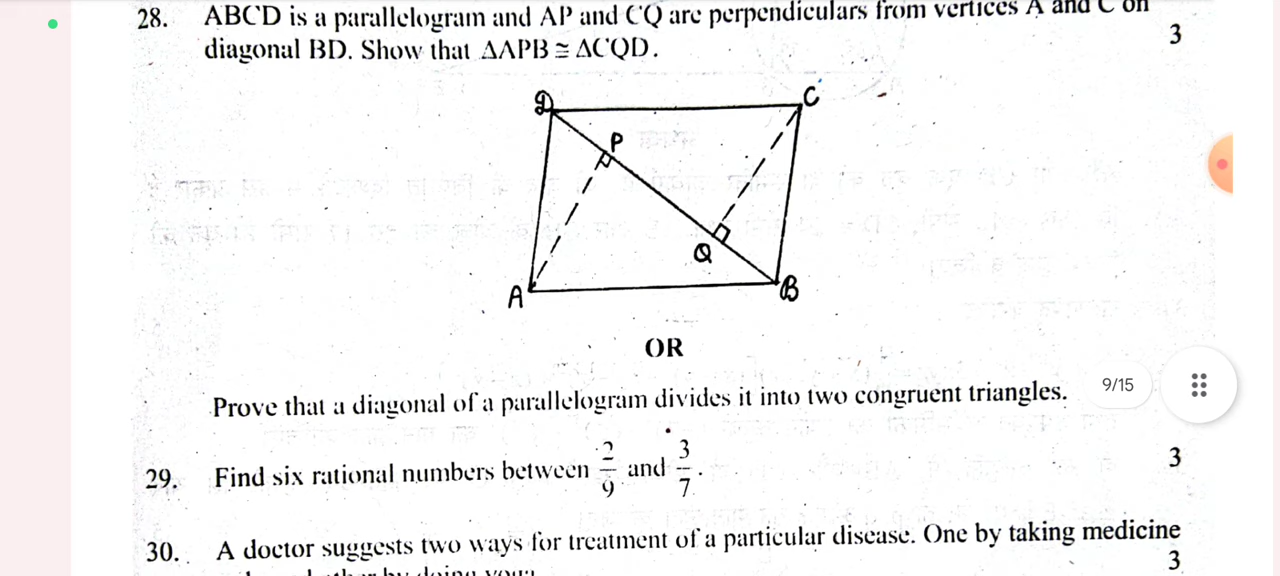 28. ABCD is a parallelogram and AP and CQ are perpendiculars from vertices A and C on
3
diagonal BD. Show that ΔAPB ≅ ΔCQD.
D
C
P
Q
A
B
OR
Prove that a diagonal of a parallelogram divides it into two congruent triangles.
9/15
29. Find six rational numbers between 2/9 and 3/7.
3
30. A doctor suggests two ways for treatment of a particular disease. One by taking medicine
3